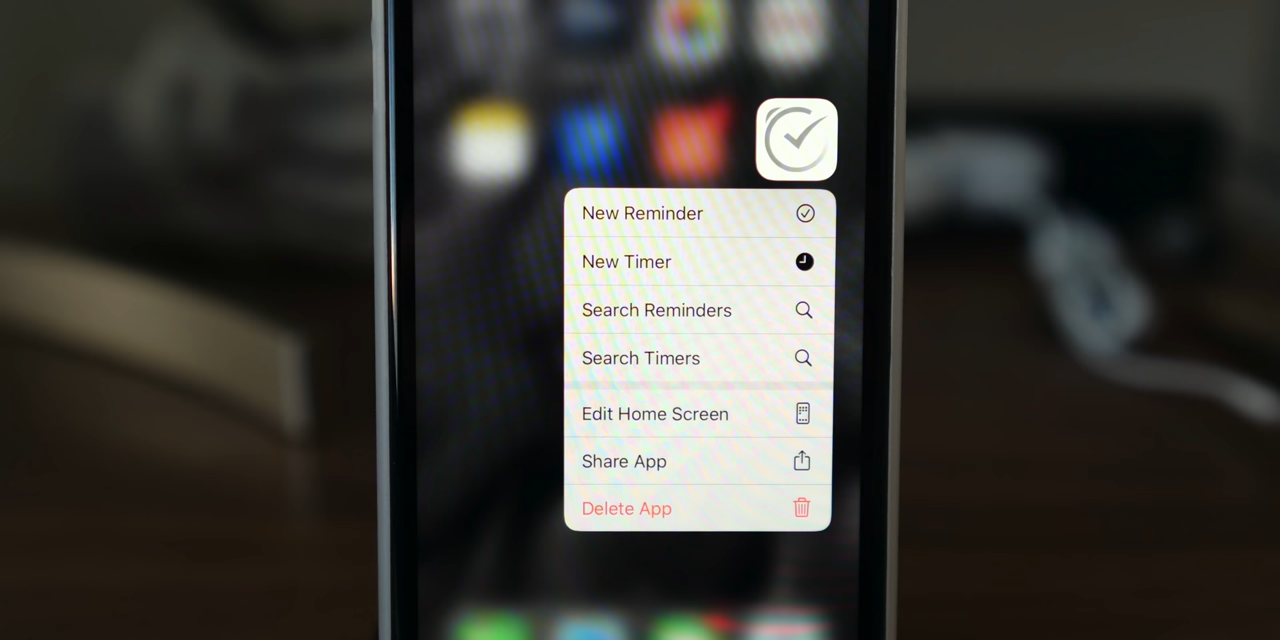 New Reminder
New Timer
Search Reminders
Search Timers
Edit Home Screen
Share App
Delete App